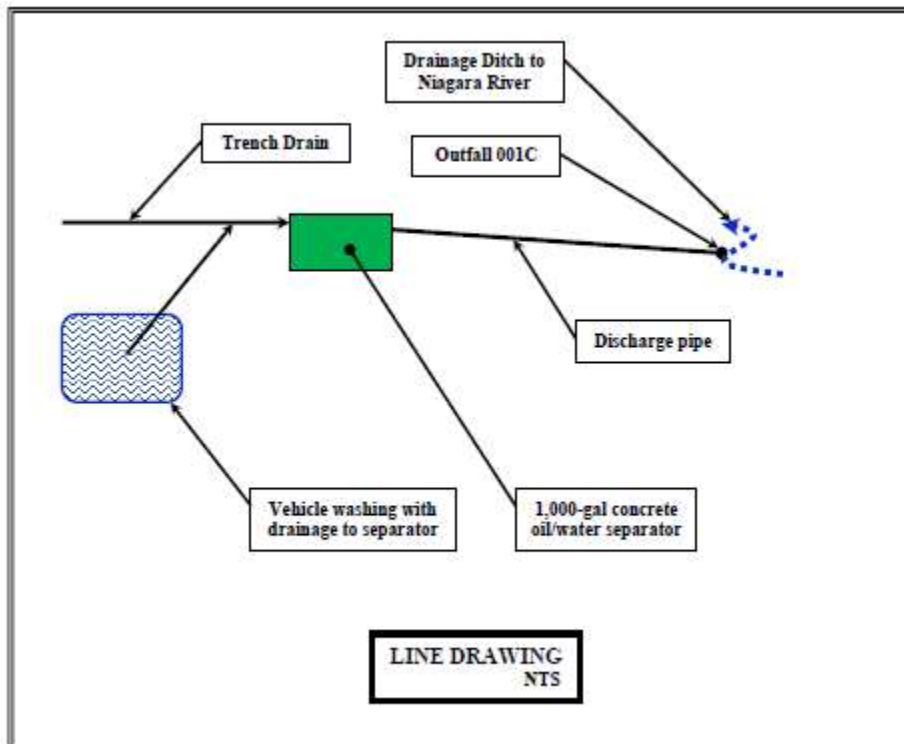 Drainage Ditch to
Niagara River
Trench Drain
Outfall 001C
Discharge pipe
Vehicle washing with
drainage to separator
1,000-gal concrete
oil/water separator
LINE DRAWING
NTS